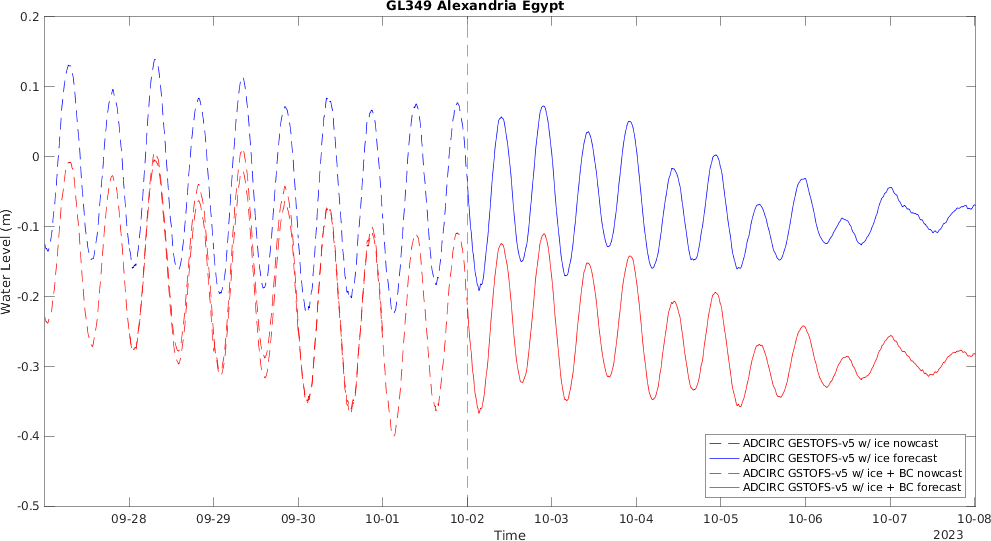 GL349 Alexandria Egypt
Water Level (m)
0.2
0.1
0
-0.1
-0.2
-0.3
-0.4
-0.5
ADCIRC GESTOFS-v5 w/ ice nowcast
ADCIRC GESTOFS-v5 w/ ice forecast
ADCIRC GSTOFS-v5 w/ ice + BC nowcast
ADCIRC GSTOFS-v5 w/ ice + BC forecast
09-28 09-29 09-30 10-01 10-02 10-03 10-04 10-05 10-06 10-07 10-08
Time
2023